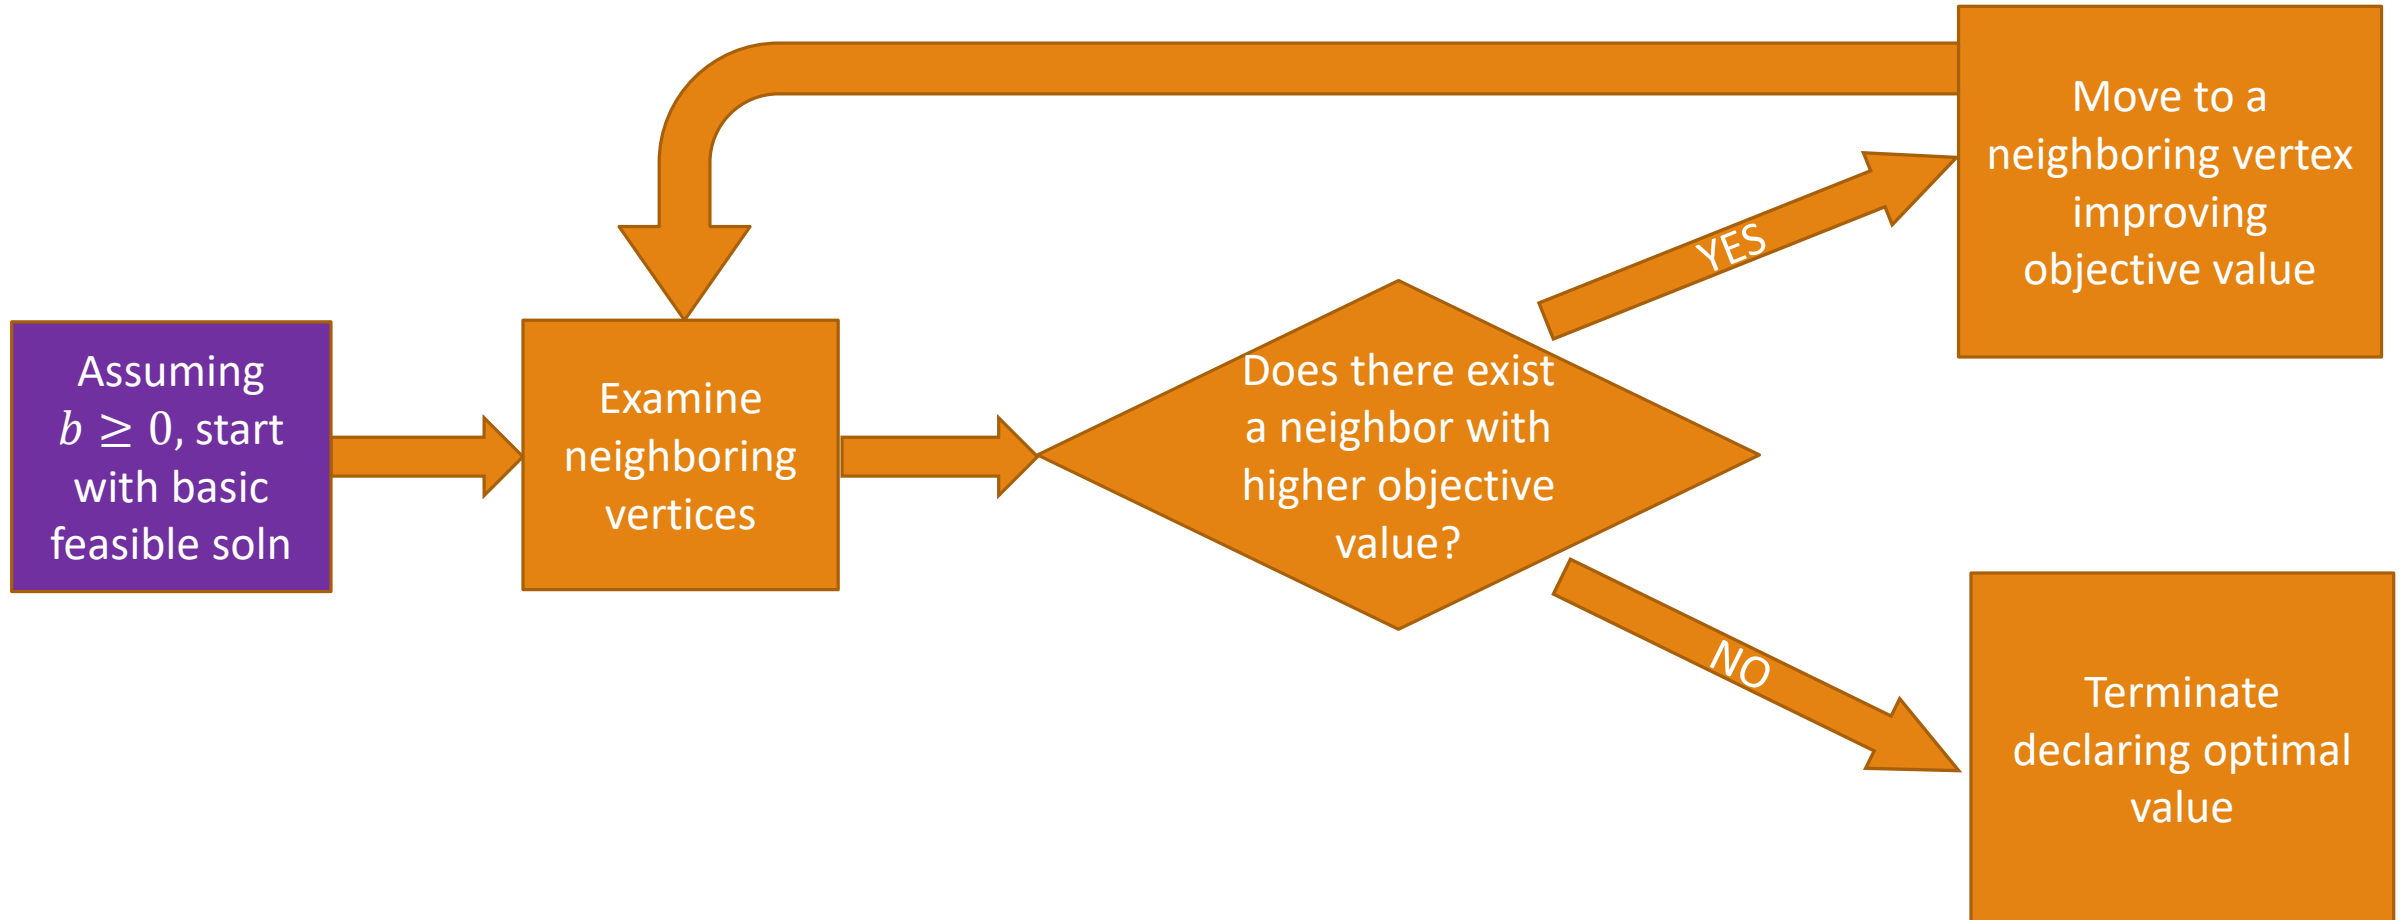 Assuming
b ≥ 0, start
with basic
feasible soln
Examine
neighboring
vertices
Does there exist
a neighbor with
higher objective
value?
YES
Move to a
neighboring vertex
improving
objective value
NO
Terminate
declaring optimal
value